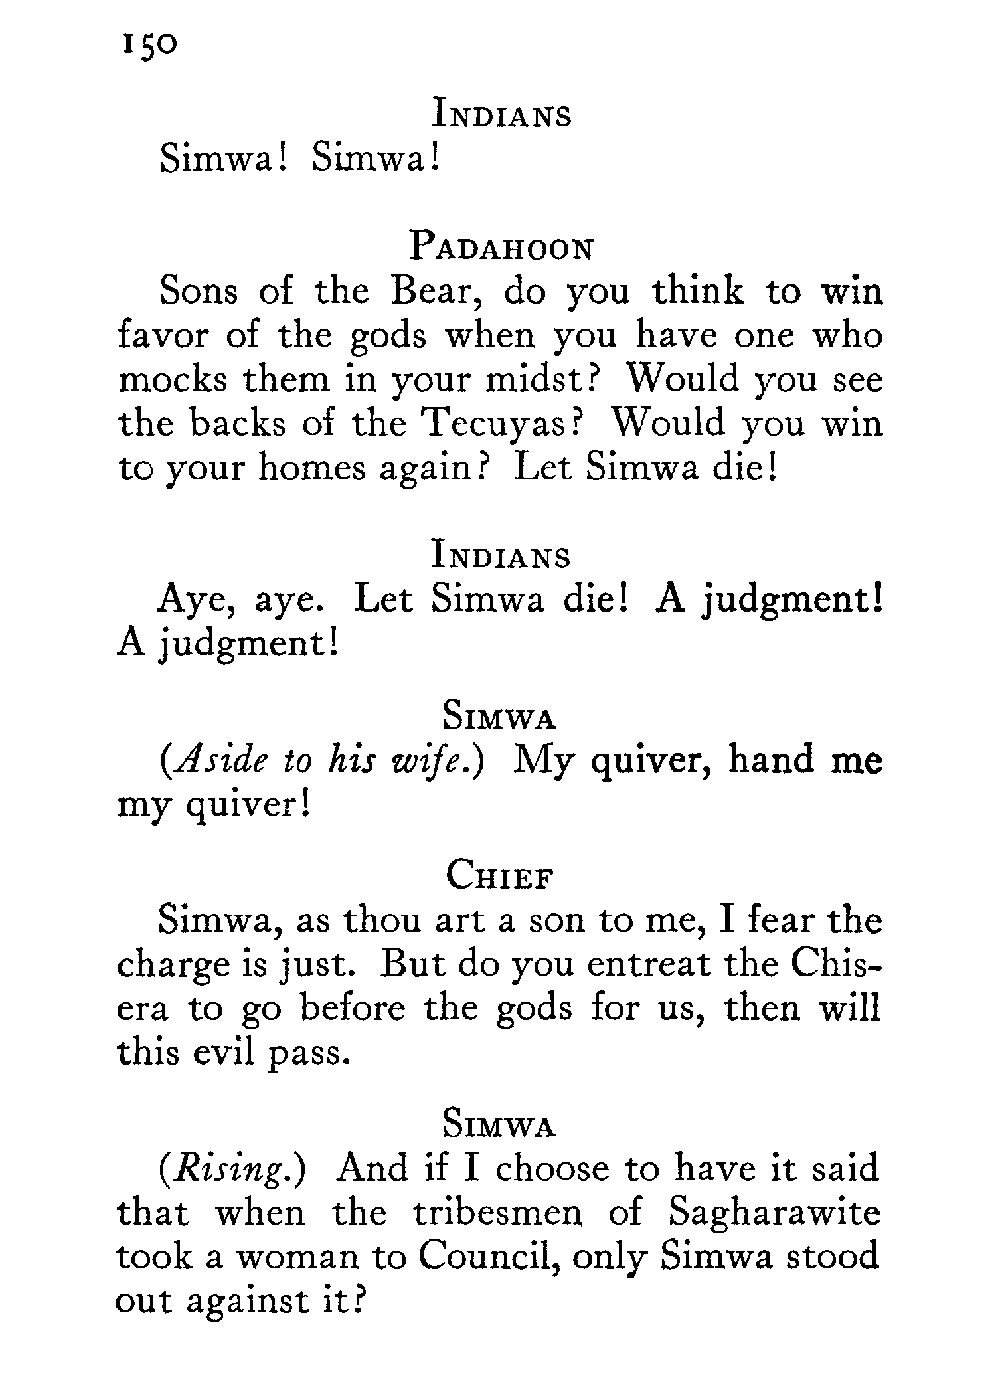 150
Indians
Simwa! Simwa!
Padahoon
Sons of the Bear, do you think to win
favor of the gods when you have one who
mocks them in your midst? Would you see
the backs of the Tecuyas? Would you win
to your homes again? Let Simwa die!
Indians
Aye, aye. Let Simwa die! A judgment!
A judgment!
Simwa
(Aside to his wife.) My quiver, hand me
my quiver!
Chief
Simwa, as thou art a son to me, I fear the
charge is just. But do you entreat the Chis-
era to go before the gods for us, then will
this evil pass.
Simwa
(Rising.) And if I choose to have it said
that when the tribesmen of Sagharawite
took a woman to Council, only Simwa stood
out against it?